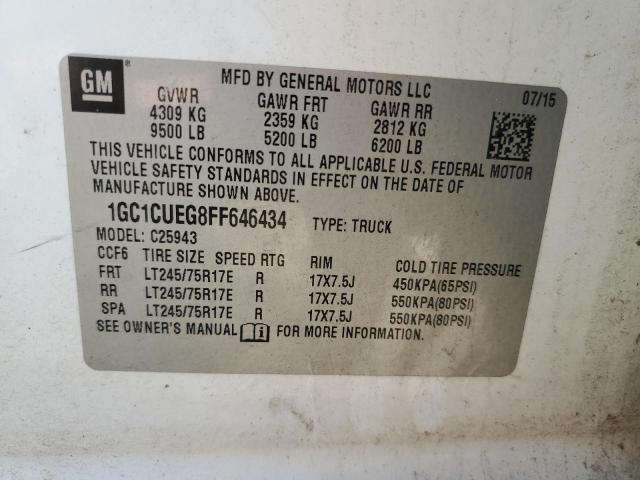 GM
MFD BY GENERAL MOTORS LLC
07/15
GVWR GAWR FRT GAWR RR
4309 KG 2359 KG 2812 KG
9500 LB 5200 LB 6200 LB
THIS VEHICLE CONFORMS TO ALL APPLICABLE U.S. FEDERAL MOTOR
VEHICLE SAFETY STANDARDS IN EFFECT ON THE DATE OF
MANUFACTURE SHOWN ABOVE.
1GC1CUEG8FF646434 TYPE: TRUCK
MODEL: C25943
CCF6 TIRE SIZE SPEED RTG RIM COLD TIRE PRESSURE
FRT LT245/75R17E R 17X7.5J 450KPA(65PSI)
RR LT245/75R17E R 17X7.5J 550KPA(80PSI)
SPA LT245/75R17E R 17X7.5J 550KPA(80PSI)
SEE OWNER'S MANUAL i FOR MORE INFORMATION.